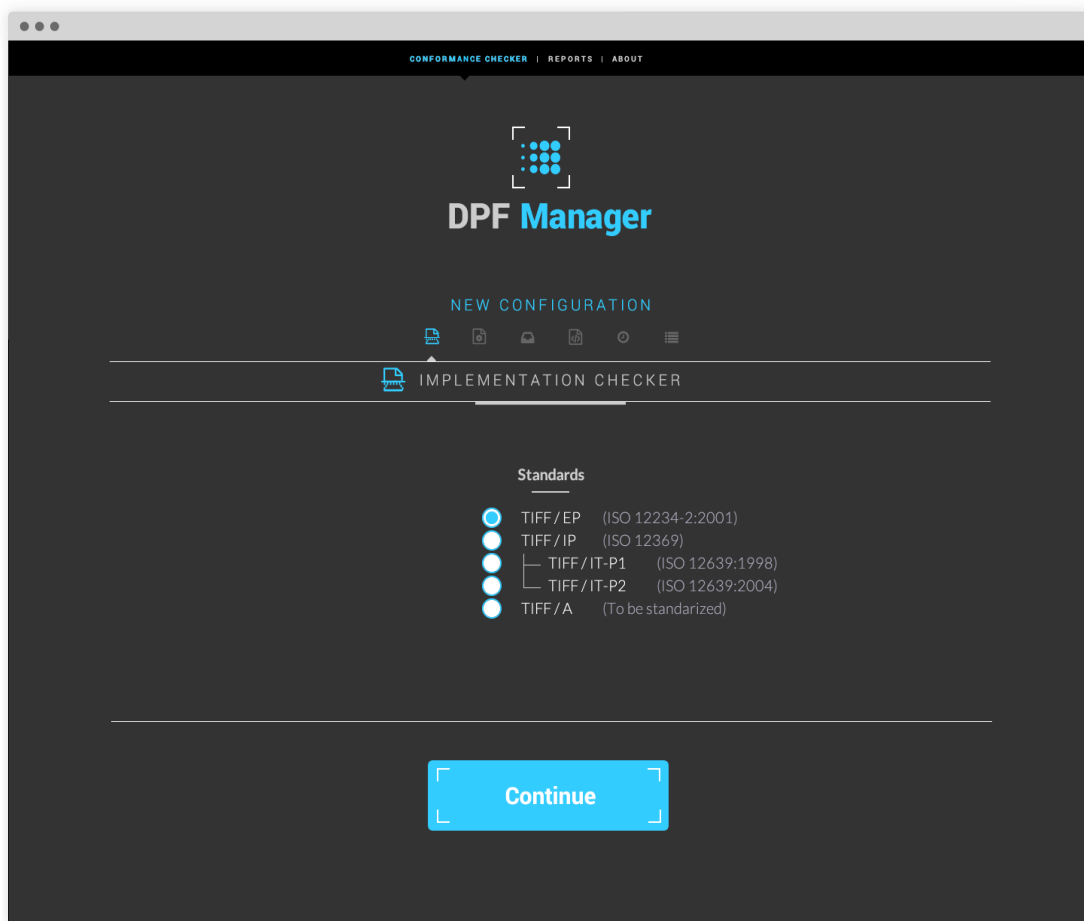 CONFORMANCE CHECKER | REPORTS | ABOUT
DPF Manager
NEW CONFIGURATION
IMPLEMENTATION CHECKER
Standards
TIFF / EP (ISO 12234-2:2001)
TIFF / IP (ISO 12369)
TIFF / IT-P1 (ISO 12639:1998)
TIFF / IT-P2 (ISO 12639:2004)
TIFF / A (To be standarized)
Continue